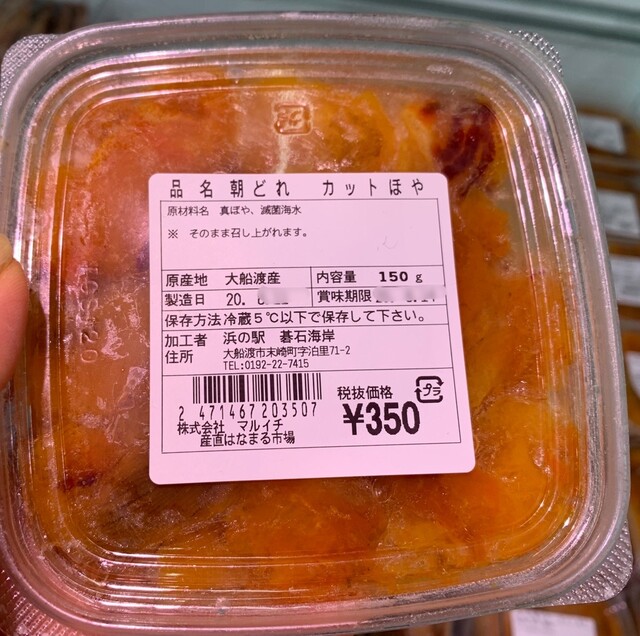 品名 朝どれ カットほや
原材料名 真ぼや、滅菌海水
※ そのまま召し上がれます。
原産地 大船渡産 内容量 150g
製造日 20. 賞味期限
保存方法 冷蔵5℃以下で保存して下さい。
加工者 浜の駅 碁石海岸
住所 大船渡市末崎町字泊里71-2
TEL:0192-22-7415
2 471467 203507
税抜価格
¥350
プラ
株式会社 マルイチ
産直はなまる市場